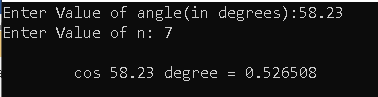 Enter Value of angle(in degrees):58.23
Enter Value of n: 7
cos 58.23 degree = 0.526508